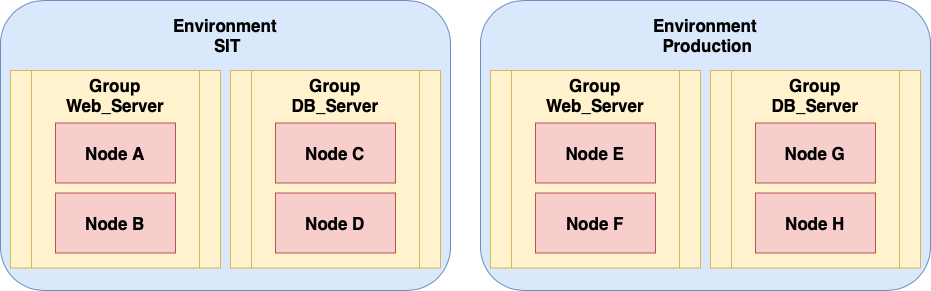 Environment
SIT
Group
Web_Server
Node A
Node B
Group
DB_Server
Node C
Node D
Environment
Production
Group
Web_Server
Node E
Node F
Group
DB_Server
Node G
Node H